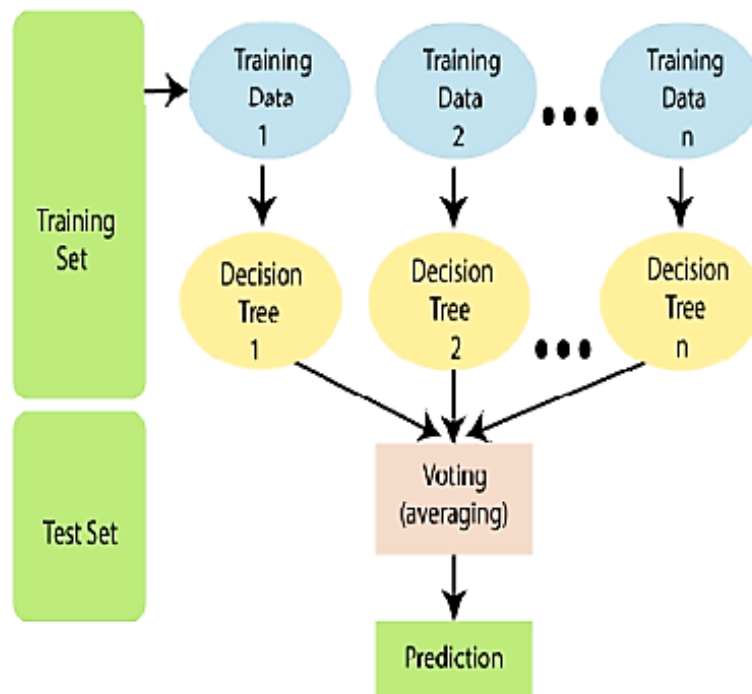 Training
Set
Training
Data
1
Training
Data
2
Training
Data
n
Decision
Tree
1
Decision
Tree
2
Decision
Tree
n
Test Set
Voting
(averaging)
Prediction